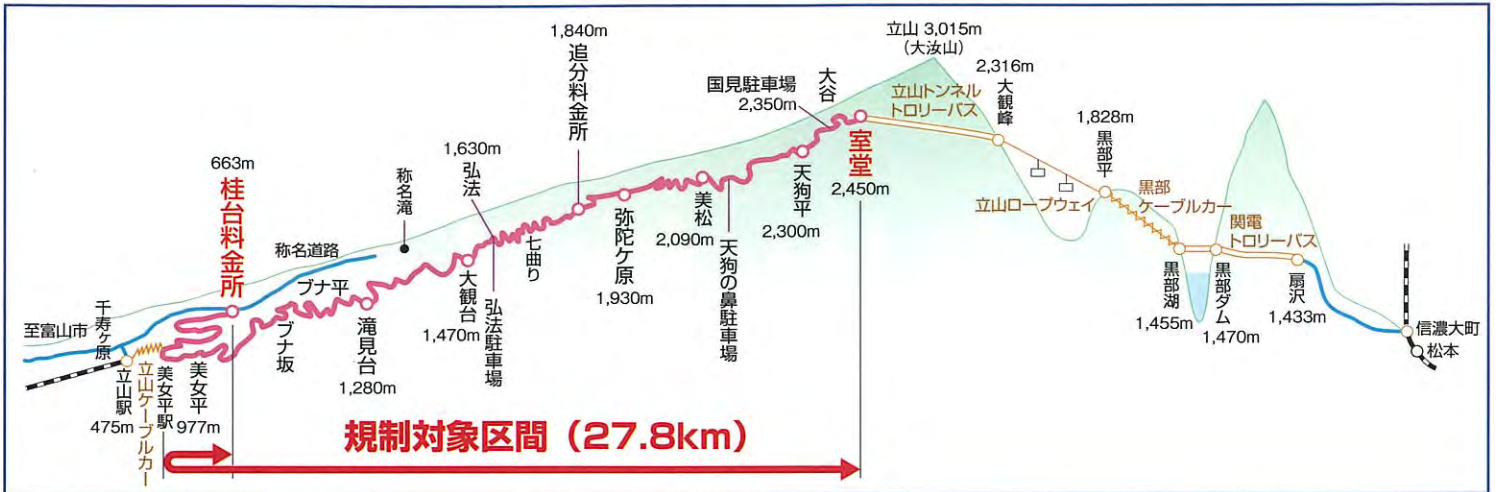 至富山市
千寿ヶ原
立山駅
475m
立山ケーブルカー
美女平駅
美女平
977m
663m
桂台料金所
称名道路
称名滝
ブナ坂
ブナ平
滝見台
1,280m
大観台
1,470m
1,630m
弘法
弘法駐車場
七曲り
1,840m
追分料金所
弥陀ケ原
1,930m
美松
2,090m
天狗の鼻駐車場
天狗平
2,300m
国見駐車場
2,350m
大谷
室堂
2,450m
立山 3,015m
(大汝山)
立山トンネル
トロリーバス
2,316m
大観峰
立山ロープウェイ
1,828m
黒部平
黒部
ケーブルカー
黒部湖
1,455m
黒部ダム
1,470m
関電
トロリーバス
扇沢
1,433m
信濃大町
松本
規制対象区間(27.8km)